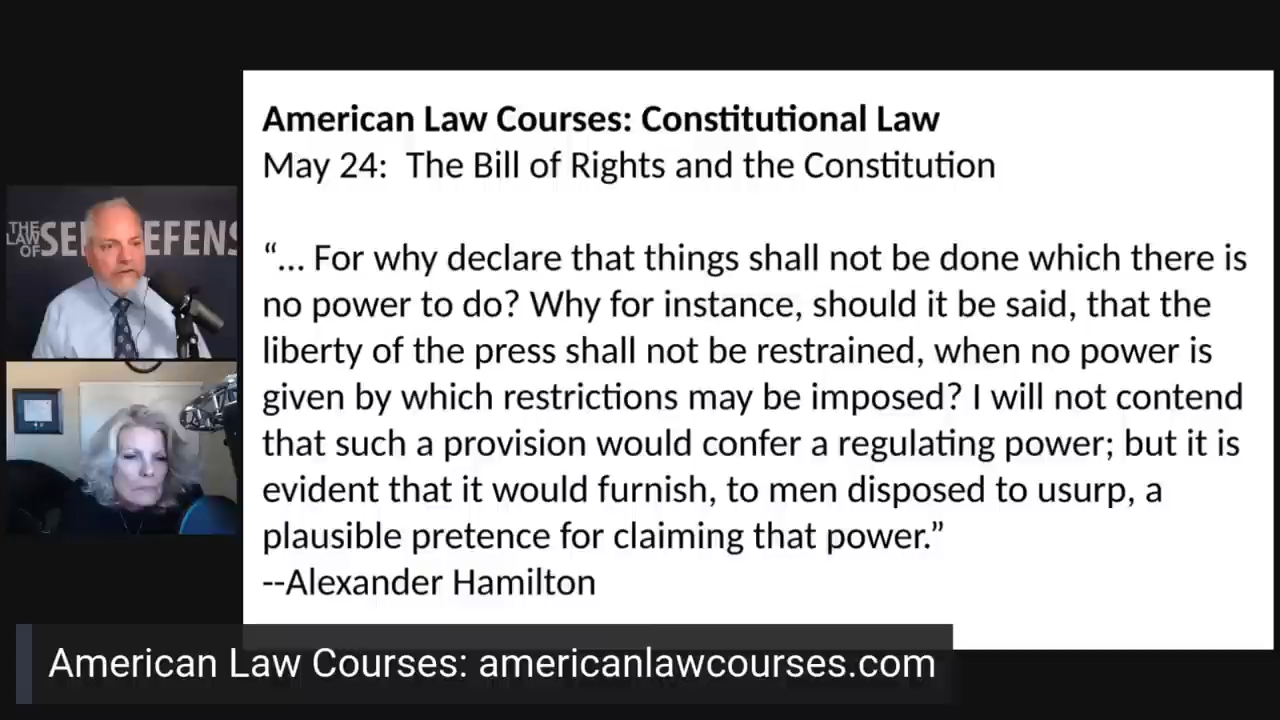 American Law Courses: Constitutional Law
May 24: The Bill of Rights and the Constitution
“... For why declare that things shall not be done which there is
no power to do? Why for instance, should it be said, that the
liberty of the press shall not be restrained, when no power is
given by which restrictions may be imposed? I will not contend
that such a provision would confer a regulating power; but it is
evident that it would furnish, to men disposed to usurp, a
plausible pretence for claiming that power.”
--Alexander Hamilton
THE
LAW
OF
American Law Courses: americanlawcourses.com